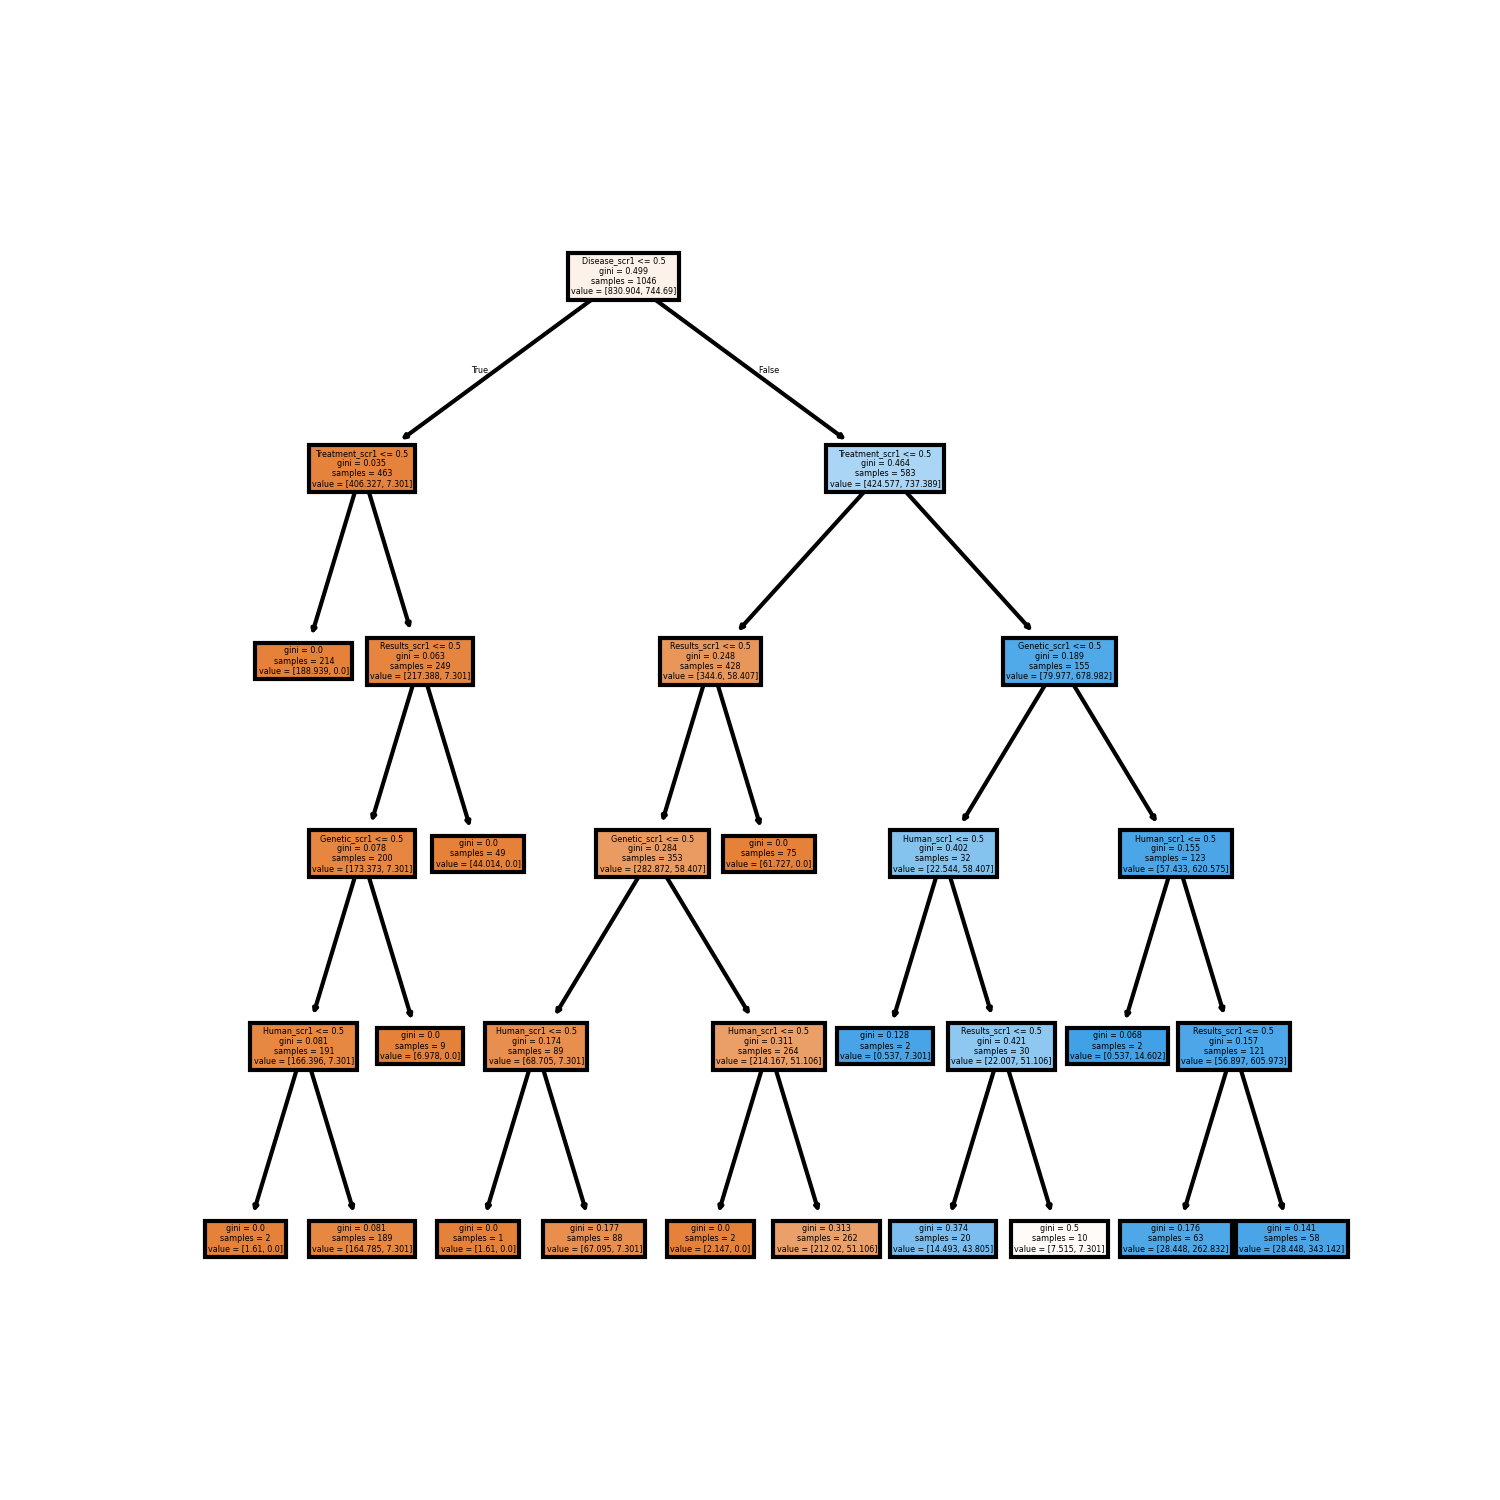 Disease_scr1 <= 0.5
gini = 0.499
samples = 1046
value = [830.904, 744.69]
True
False
Treatment_scr1 <= 0.5
gini = 0.035
samples = 463
value = [406.327, 7.301]
Treatment_scr1 <= 0.5
gini = 0.464
samples = 583
value = [424.577, 737.389]
gini = 0.0
samples = 214
value = [188.939, 0.0]
Results_scr1 <= 0.5
gini = 0.063
samples = 249
value = [217.388, 7.301]
Results_scr1 <= 0.5
gini = 0.248
samples = 428
value = [344.6, 58.407]
Genetic_scr1 <= 0.5
gini = 0.189
samples = 155
value = [79.977, 678.982]
Genetic_scr1 <= 0.5
gini = 0.078
samples = 200
value = [173.373, 7.301]
gini = 0.0
samples = 49
value = [44.014, 0.0]
Genetic_scr1 <= 0.5
gini = 0.284
samples = 353
value = [282.872, 58.407]
gini = 0.0
samples = 75
value = [61.727, 0.0]
Human_scr1 <= 0.5
gini = 0.402
samples = 32
value = [22.544, 58.407]
Human_scr1 <= 0.5
gini = 0.155
samples = 123
value = [57.433, 620.575]
Human_scr1 <= 0.5
gini = 0.081
samples = 191
value = [166.396, 7.301]
gini = 0.0
samples = 9
value = [6.978, 0.0]
Human_scr1 <= 0.5
gini = 0.174
samples = 89
value = [68.705, 7.301]
Human_scr1 <= 0.5
gini = 0.311
samples = 264
value = [214.167, 51.106]
gini = 0.128
samples = 2
value = [0.537, 7.301]
Results_scr1 <= 0.5
gini = 0.421
samples = 30
value = [22.007, 51.106]
gini = 0.068
samples = 2
value = [0.537, 14.602]
Results_scr1 <= 0.5
gini = 0.157
samples = 121
value = [56.897, 605.973]
gini = 0.0
samples = 2
value = [1.61, 0.0]
gini = 0.081
samples = 189
value = [164.785, 7.301]
gini = 0.0
samples = 1
value = [1.61, 0.0]
gini = 0.177
samples = 88
value = [67.095, 7.301]
gini = 0.0
samples = 2
value = [2.147, 0.0]
gini = 0.313
samples = 262
value = [212.02, 51.106]
gini = 0.374
samples = 20
value = [14.493, 43.805]
gini = 0.5
samples = 10
value = [7.515, 7.301]
gini = 0.176
samples = 63
value = [28.448, 262.832]
gini = 0.141
samples = 58
value = [28.448, 343.142]